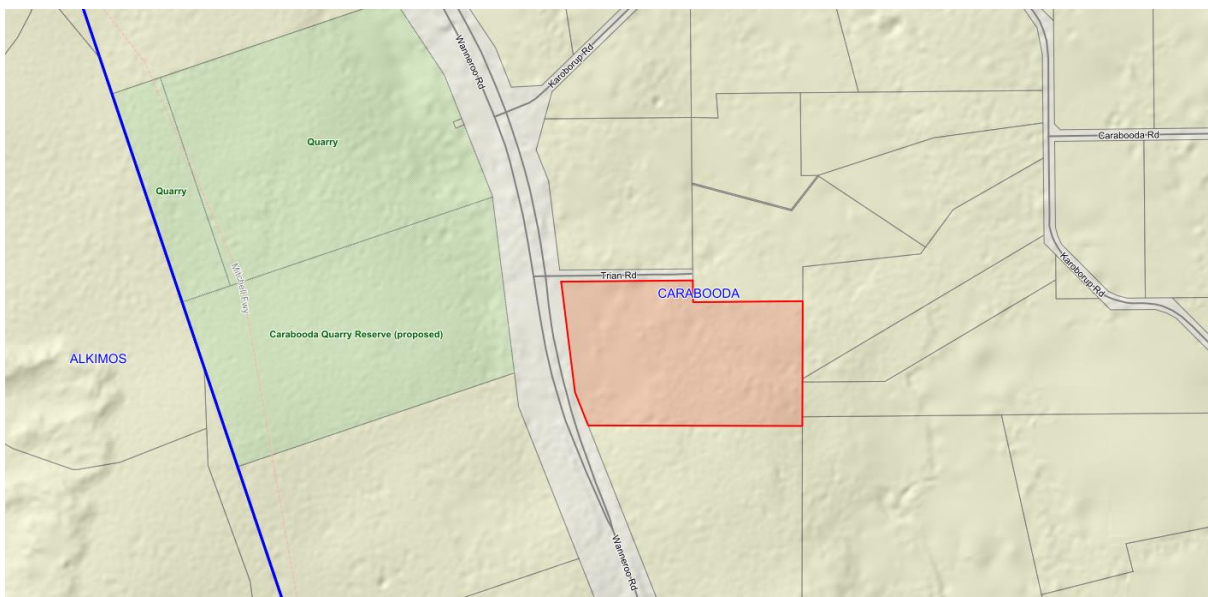 Wanneroo Rd
Karoborup Rd
Carabooda Rd
Quarry
Quarry
Mitchell Fwy
Trian Rd
CARABOODA
Karoborup Rd
Carabooda Quarry Reserve (proposed)
ALKIMOS
Wanneroo Rd